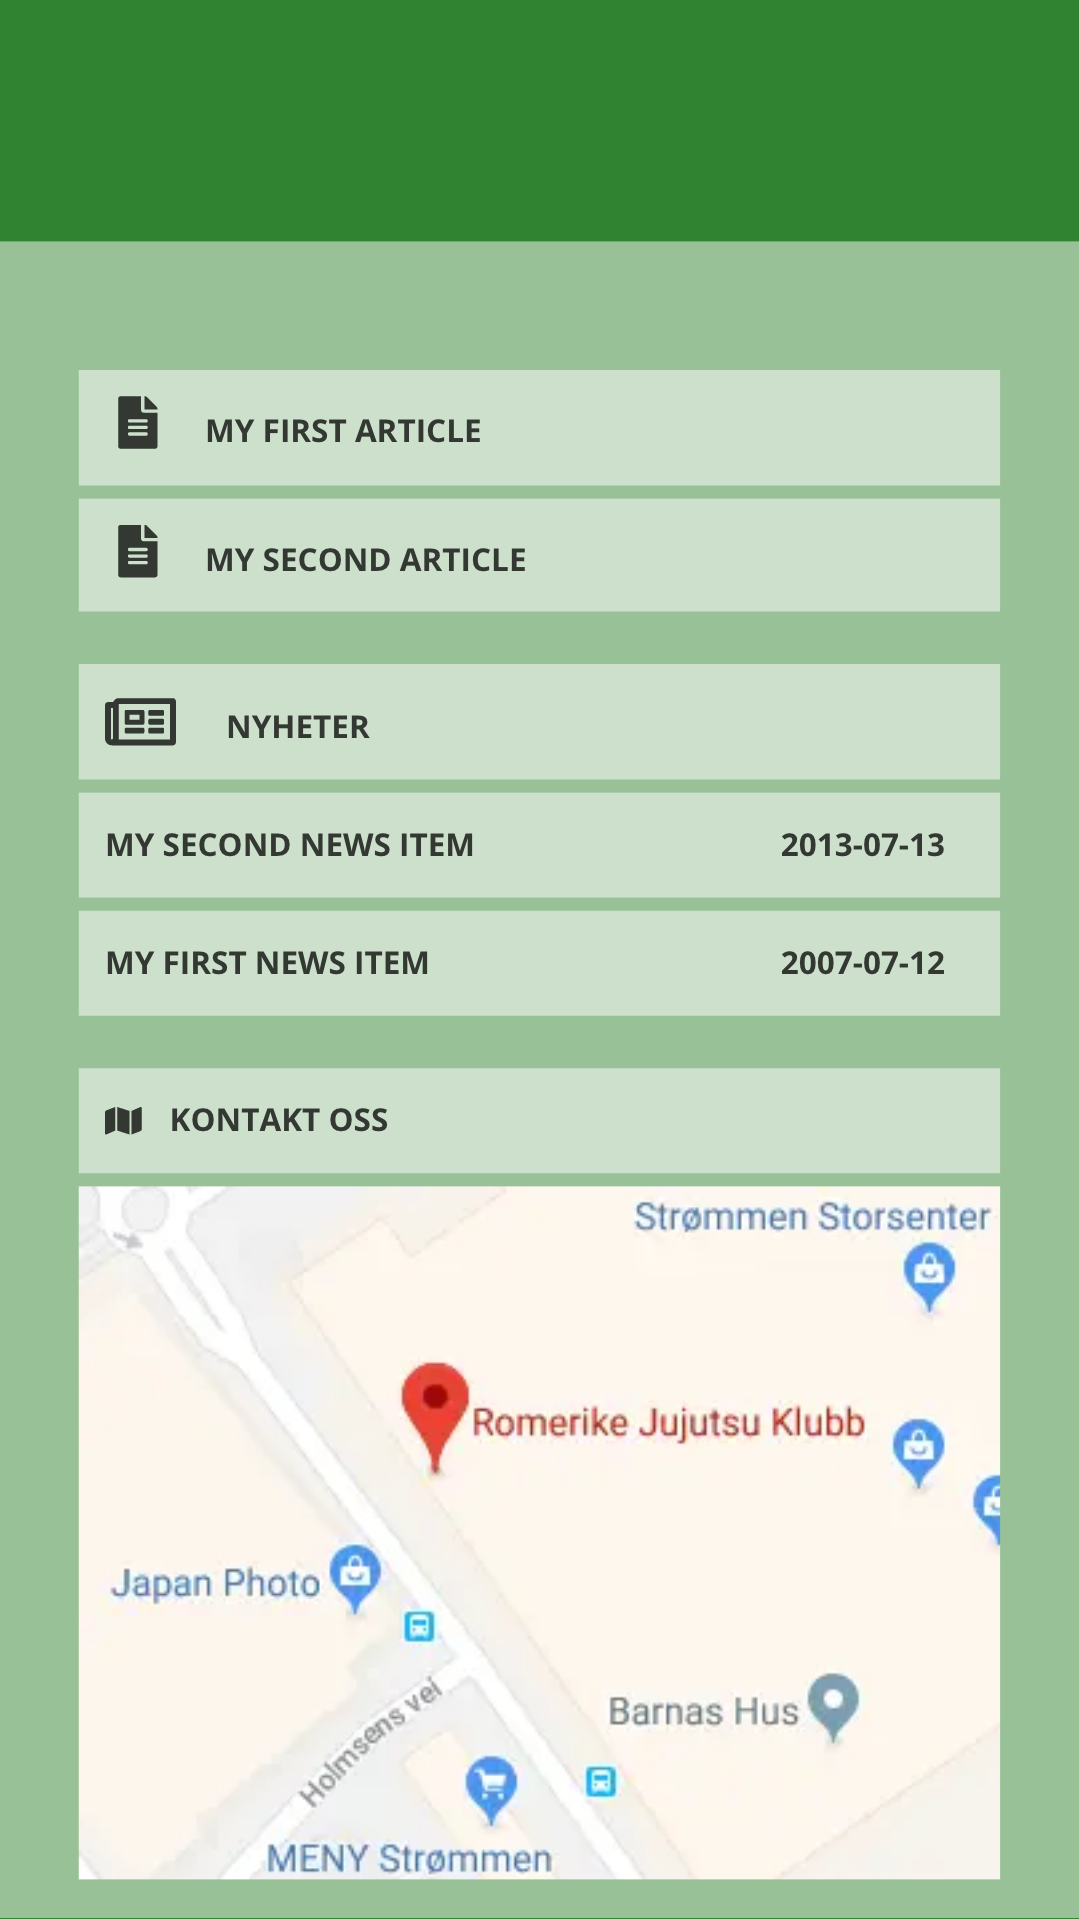 MY FIRST ARTICLE
MY SECOND ARTICLE
NYHETER
MY SECOND NEWS ITEM 2013-07-13
MY FIRST NEWS ITEM 2007-07-12
KONTAKT OSS
Strømmen Storsenter
Romerike Jujutsu Klubb
Japan Photo
Holmsens vei
Barnas Hus
MENY Strømmen